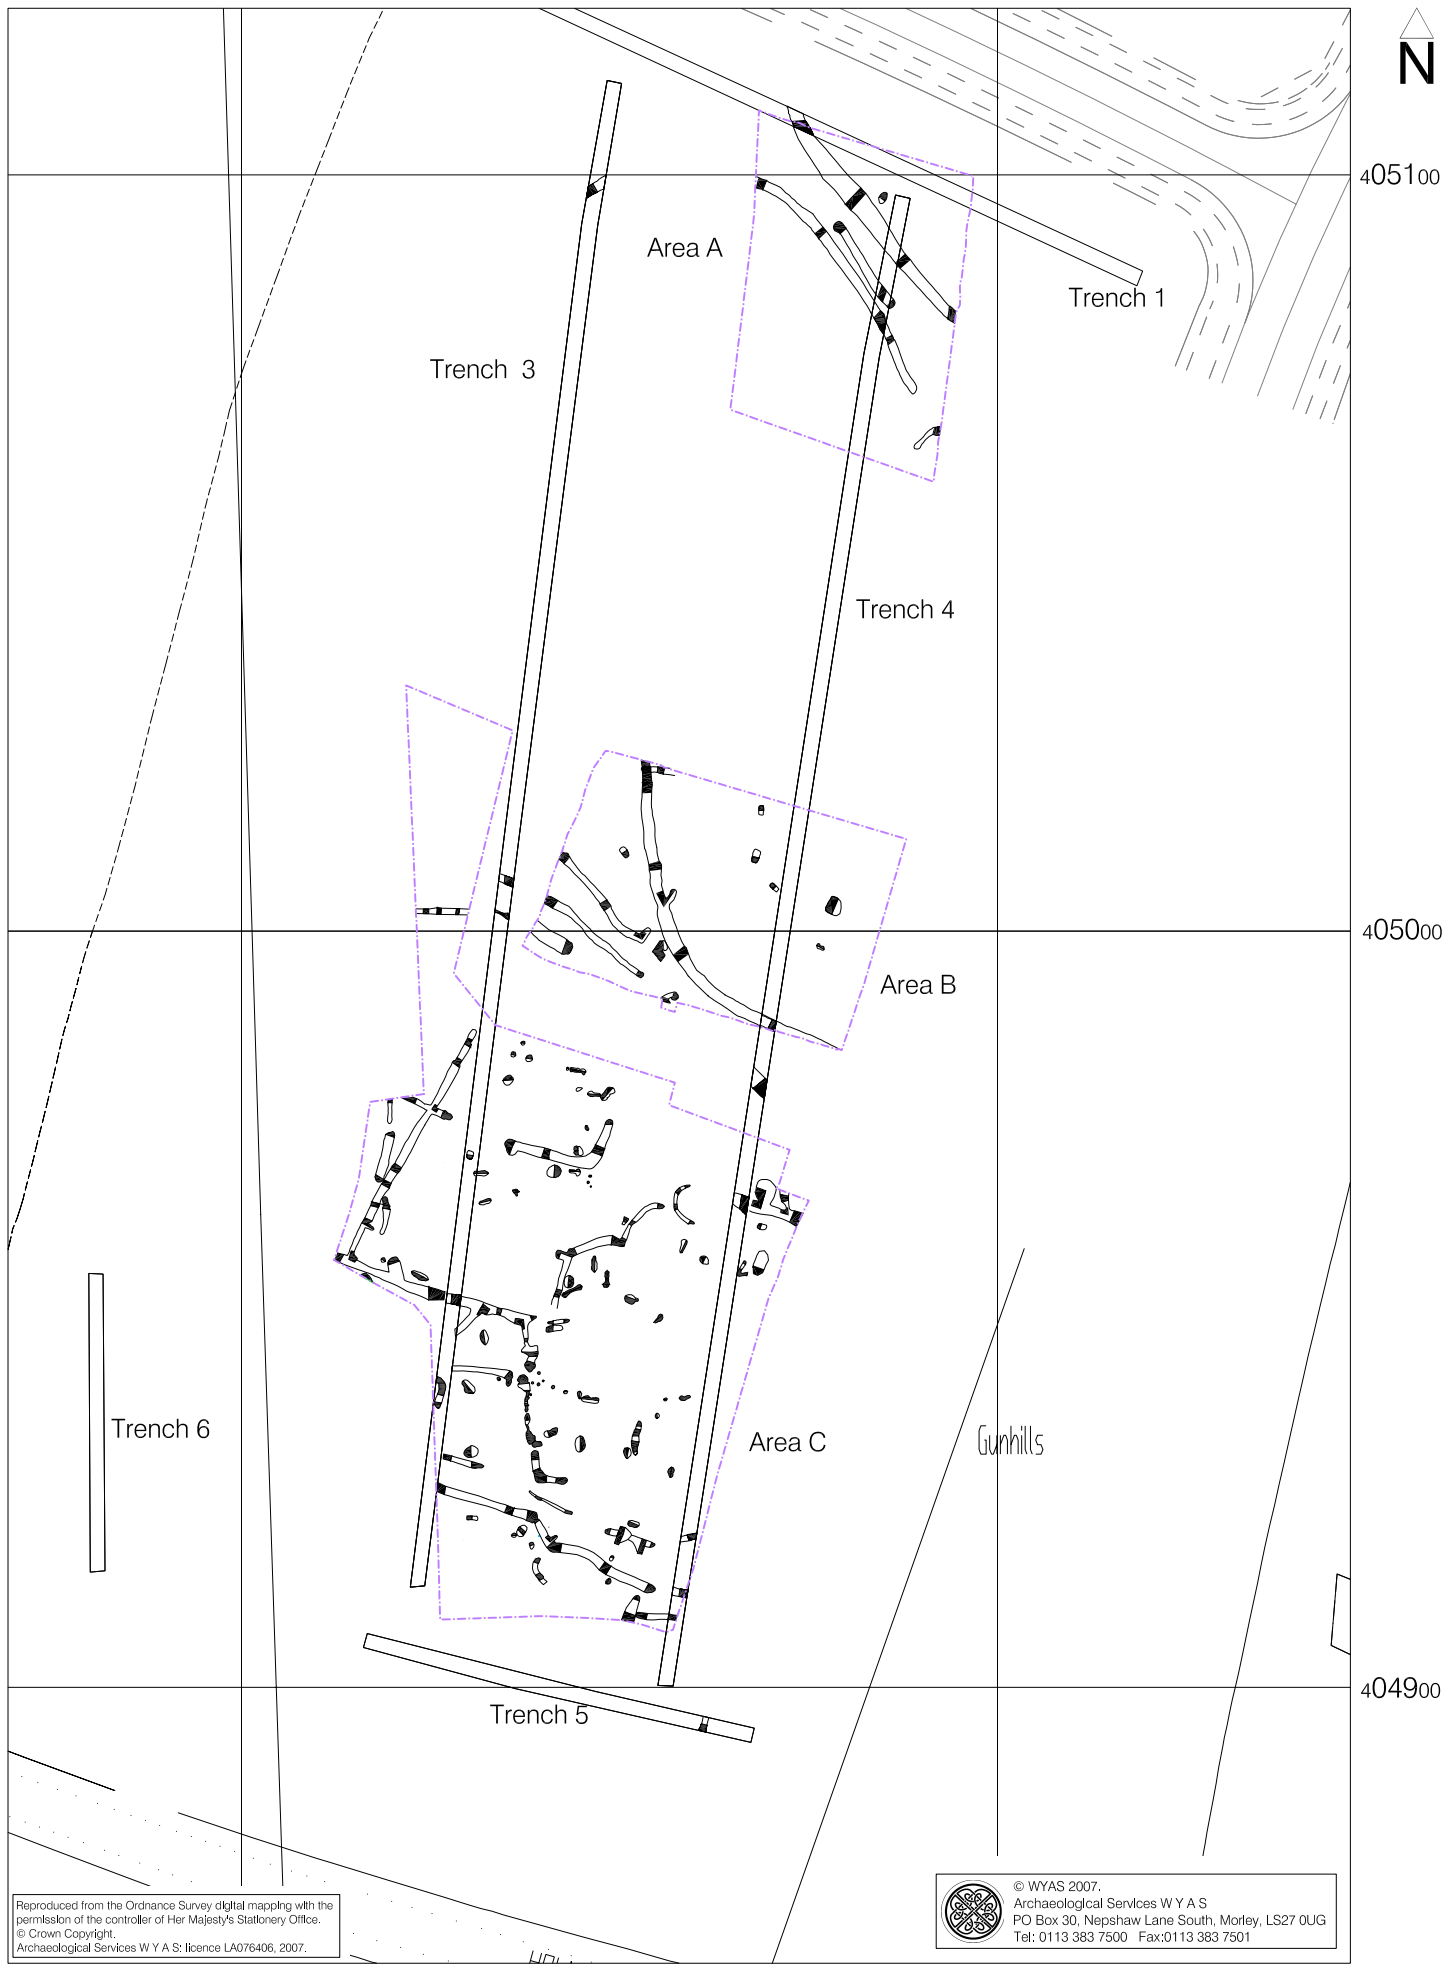 N
405100
Area A
Trench 1
Trench 3
Trench 4
405000
Area B
Trench 6
Area C
Gunhills
404900
Trench 5
Reproduced from the Ordnance Survey digital mapping with the
permission of the controller of Her Majesty's Stationery Office.
© Crown Copyright.
Archaeological Services W Y A S: licence LA076406, 2007.
© WYAS 2007.
Archaeological Services W Y A S
PO Box 30, Nepshaw Lane South, Morley, LS27 0UG
Tel: 0113 383 7500 Fax:0113 383 7501